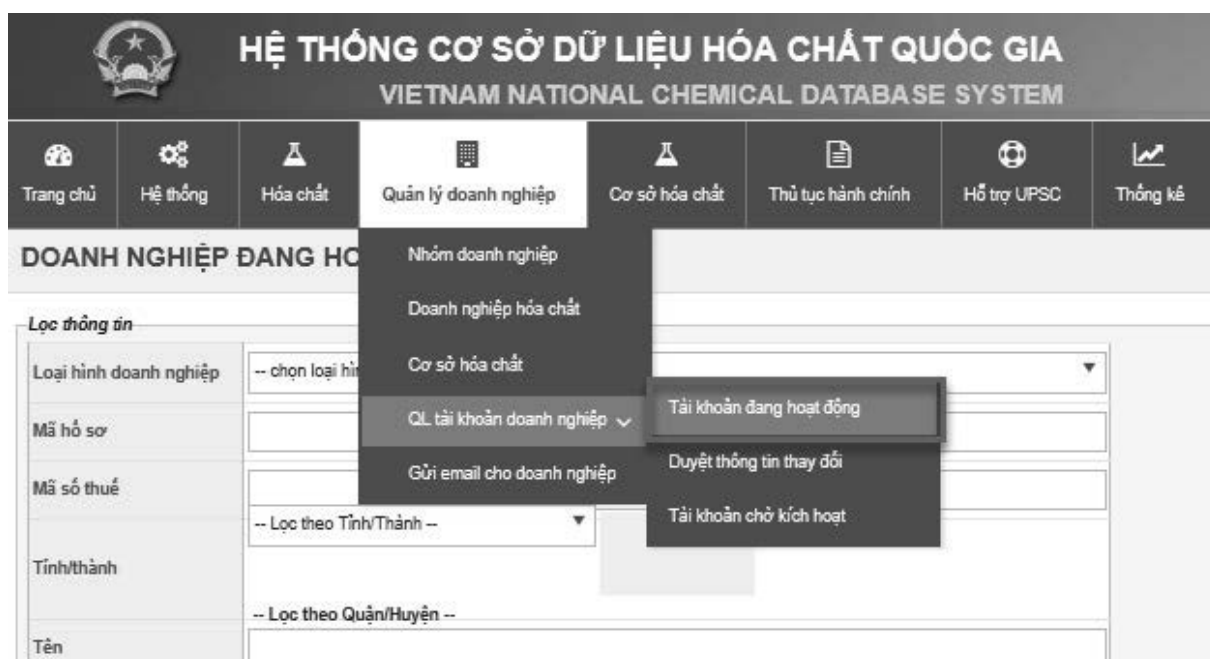 HỆ THỐNG CƠ SỞ DỮ LIỆU HÓA CHẤT QUỐC GIA
VIETNAM NATIONAL CHEMICAL DATABASE SYSTEM
Trang chủ Hệ thống Hóa chất Quản lý doanh nghiệp Cơ sở hóa chất Thủ tục hành chính Hỗ trợ UPSC Thống kê
DOANH NGHIỆP ĐANG HO
Nhóm doanh nghiệp
Doanh nghiệp hóa chất
Cơ sở hóa chất
QL tài khoản doanh nghiệp
Gửi email cho doanh nghiệp
Tài khoản đang hoạt động
Duyệt thông tin thay đổi
Tài khoản chờ kích hoạt
Lọc thông tin
Loại hình doanh nghiệp -- chọn loại hìn
Mã hồ sơ
Mã số thuế
Tỉnh/thành -- Lọc theo Tỉnh/Thành --
-- Lọc theo Quận/Huyện --
Tên